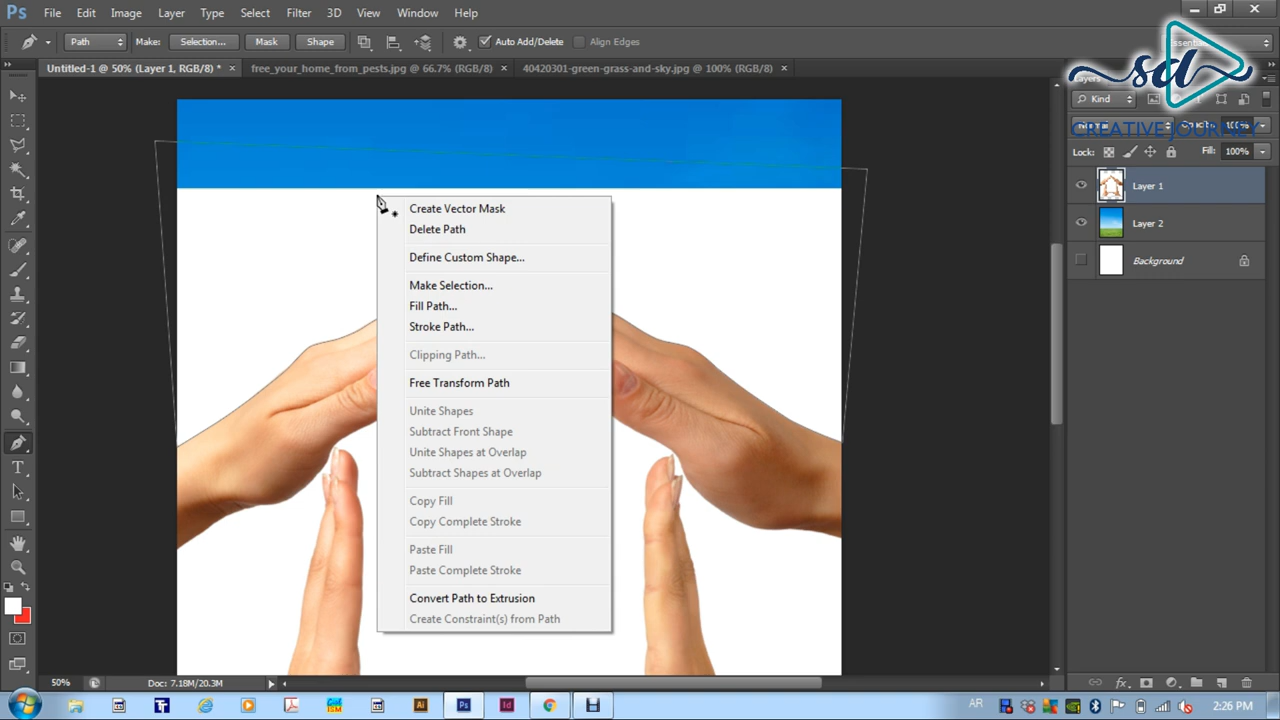 Ps File Edit Image Layer Type Select Filter 3D View Window Help
Path Make: Selection... Mask Shape Auto Add/Delete Align Edges
Untitled-1 @ 50% (Layer 1, RGB/8) * × free_your_home_from_pests.jpg @ 66.7% (RGB/8) × 40420301-green-grass-and-sky.jpg @ 100% (RGB/8) ×
sd
CREATIVE JOURNEY
Layers
Kind
Normal Opacity: 100%
Lock: Fill: 100%
Layer 1
Layer 2
Background
Create Vector Mask
Delete Path
Define Custom Shape...
Make Selection...
Fill Path...
Stroke Path...
Clipping Path...
Free Transform Path
Unite Shapes
Subtract Front Shape
Unite Shapes at Overlap
Subtract Shapes at Overlap
Copy Fill
Copy Complete Stroke
Paste Fill
Paste Complete Stroke
Convert Path to Extrusion
Create Constraint(s) from Path
50% Doc: 7.18M/20.3M
AR 2:26 PM